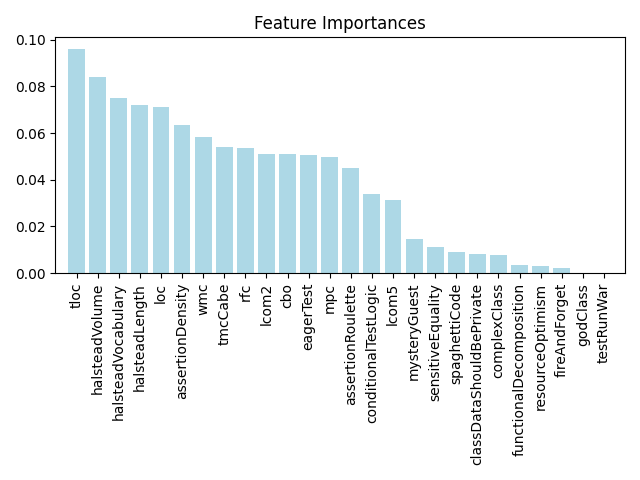 Feature Importances
0.10
0.08
0.06
0.04
0.02
0.00
tloc
halsteadVolume
halsteadVocabulary
halsteadLength
loc
assertionDensity
wmc
tmcCabe
rfc
lcom2
cbo
eagerTest
mpc
assertionRoulette
conditionalTestLogic
lcom5
mysteryGuest
sensitiveEquality
spaghettiCode
classDataShouldBePrivate
complexClass
functionalDecomposition
resourceOptimism
fireAndForget
godClass
testRunWar